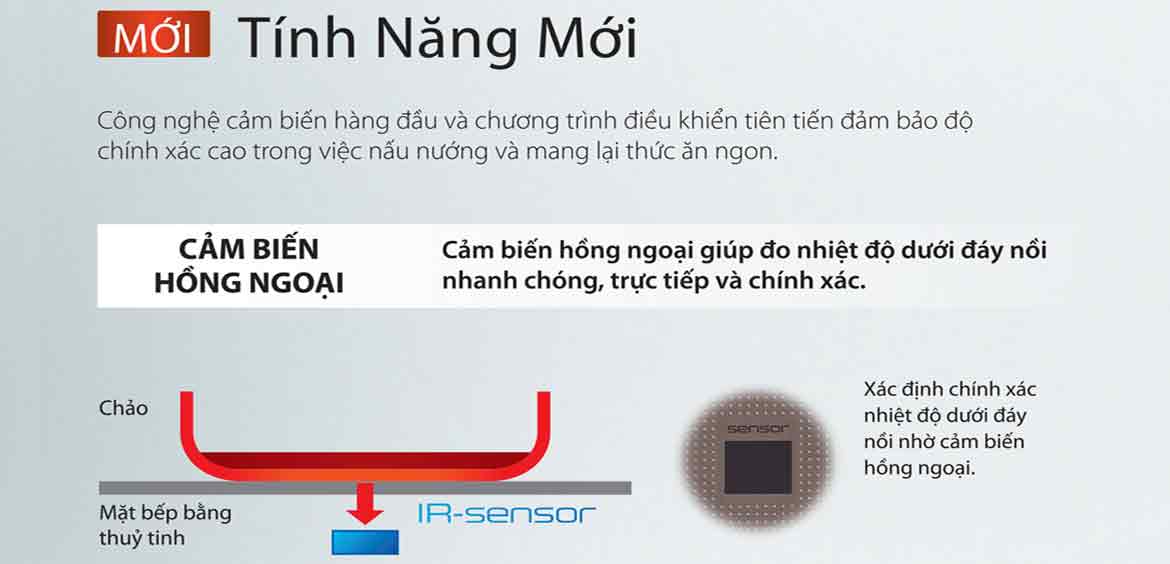 MỚI Tính Năng Mới
Công nghệ cảm biến hàng đầu và chương trình điều khiển tiên tiến đảm bảo độ
chính xác cao trong việc nấu nướng và mang lại thức ăn ngon.
CẢM BIẾN
HỒNG NGOẠI
Cảm biến hồng ngoại giúp đo nhiệt độ dưới đáy nồi
nhanh chóng, trực tiếp và chính xác.
Chảo
Mặt bếp bằng
thuỷ tinh
IR-sensor
sensor
Xác định chính xác
nhiệt độ dưới đáy
nồi nhờ cảm biến
hồng ngoại.